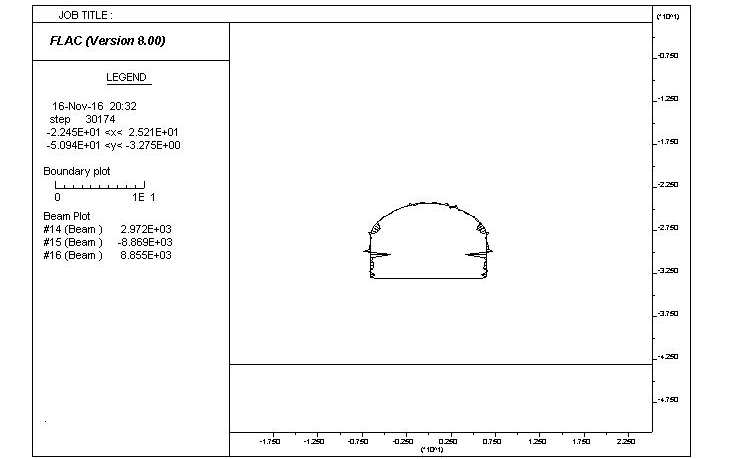 JOB TITLE :
FLAC (Version 8.00)
LEGEND
16-Nov-16 20:32
step 30174
-2.245E+01 <x< 2.521E+01
-5.094E+01 <y< -3.275E+00
Boundary plot
0 1E 1
Beam Plot
#14 (Beam ) 2.972E+03
#15 (Beam ) -8.869E+03
#16 (Beam ) 8.855E+03
(*10^1)
-0.750
-1.250
-1.750
-2.250
-2.750
-3.250
-3.750
-4.250
-4.750
-1.750 -1.250 -0.750 -0.250 0.250 0.750 1.250 1.750 2.250
(*10^1)